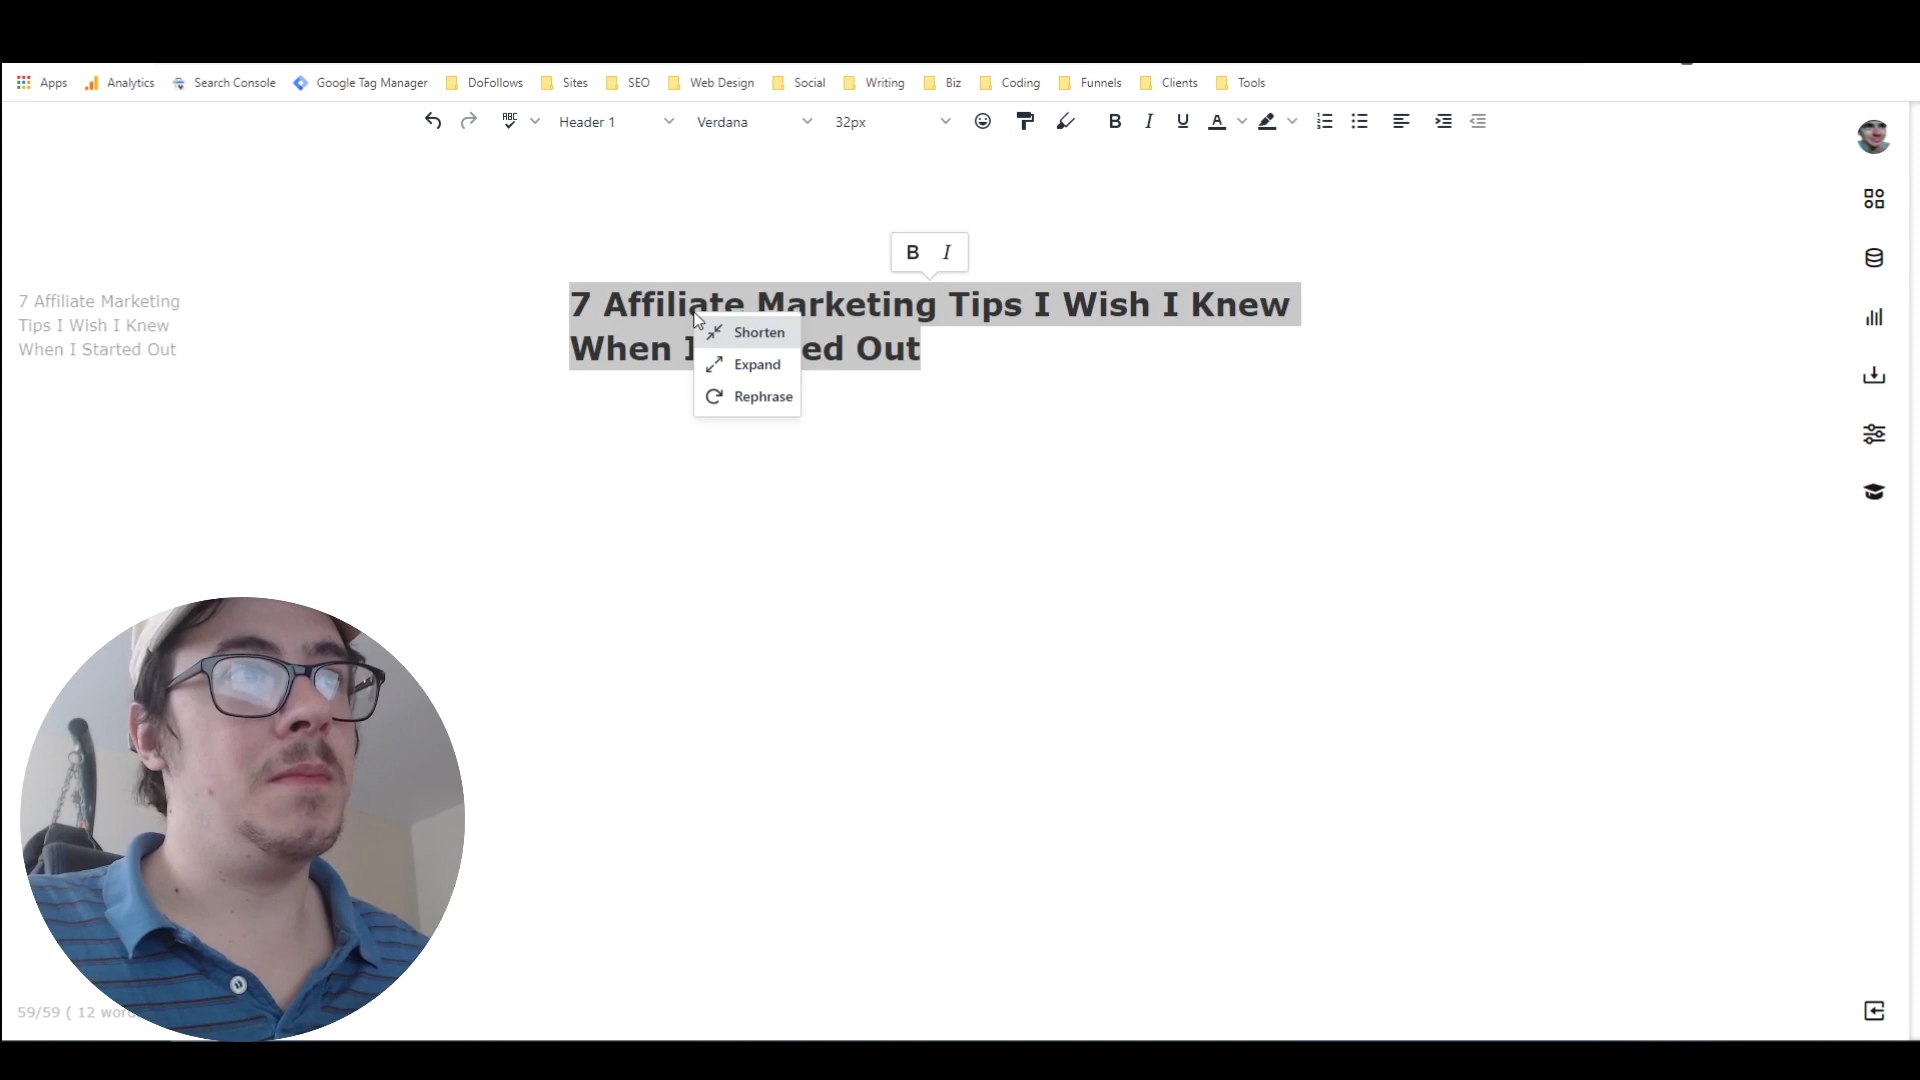 Apps Analytics Search Console Google Tag Manager DoFollows Sites SEO Web Design Social Writing Biz Coding Funnels Clients Tools
ABC Header 1 Verdana 32px B I U A
B I
7 Affiliate Marketing
Tips I Wish I Knew
When I Started Out
7 Affiliate Marketing Tips I Wish I Knew
When I ed Out
Shorten
Expand
Rephrase
59/59 ( 12